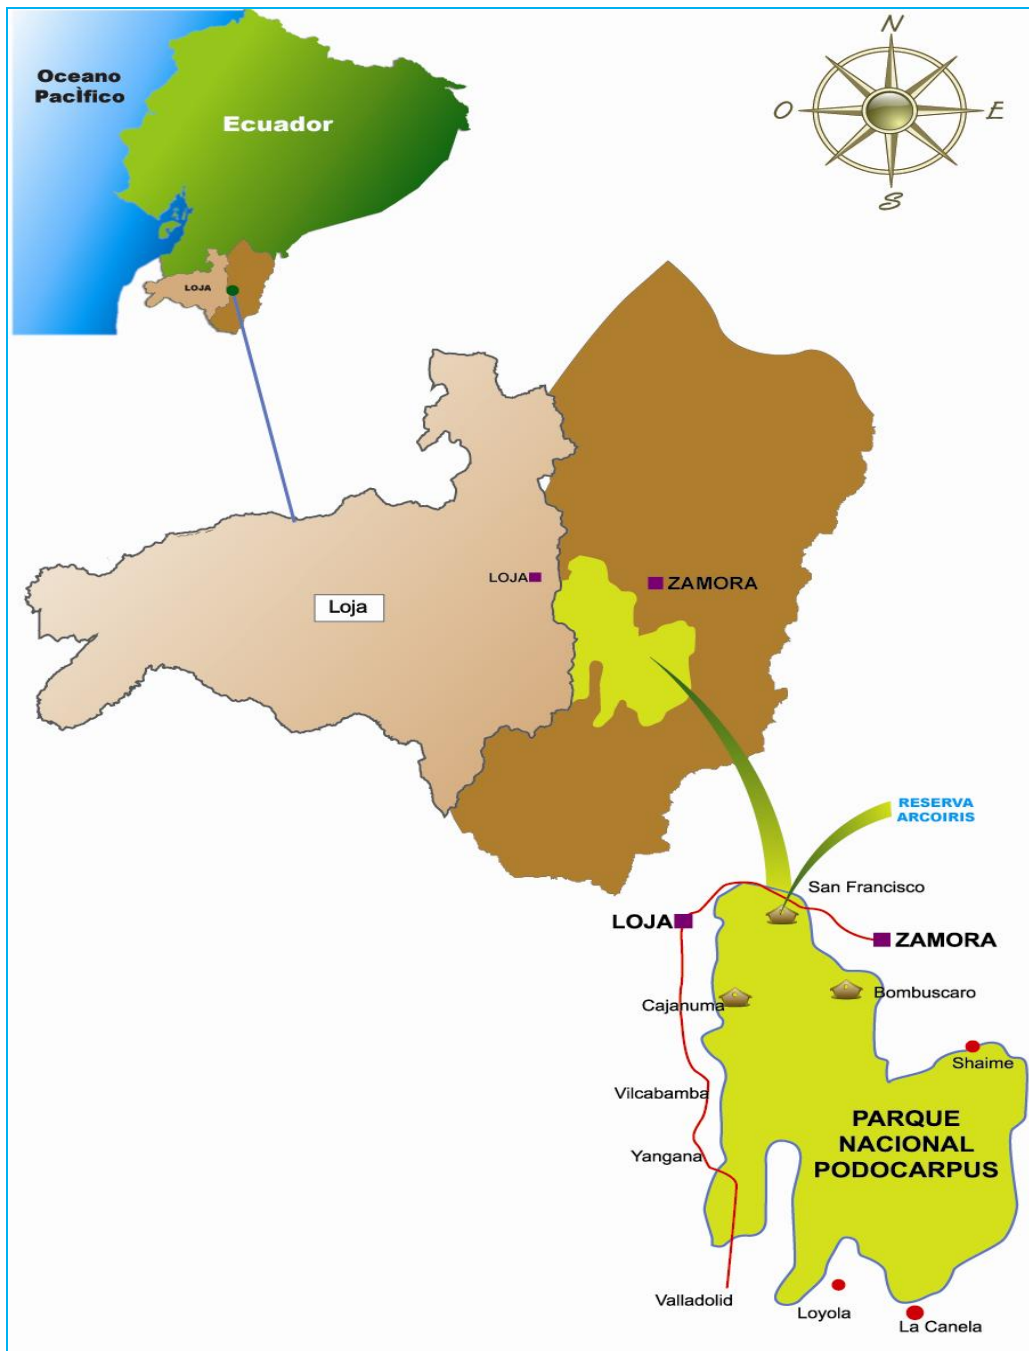 N
Oceano
Pacìfico
Ecuador
O
E
S
LOJA
LOJA
ZAMORA
Loja
RESERVA
ARCOIRIS
San Francisco
LOJA
ZAMORA
Bombuscaro
Cajanuma
Shaime
Vilcabamba
PARQUE
NACIONAL
PODOCARPUS
Yangana
Valladolid
Loyola
La Canela